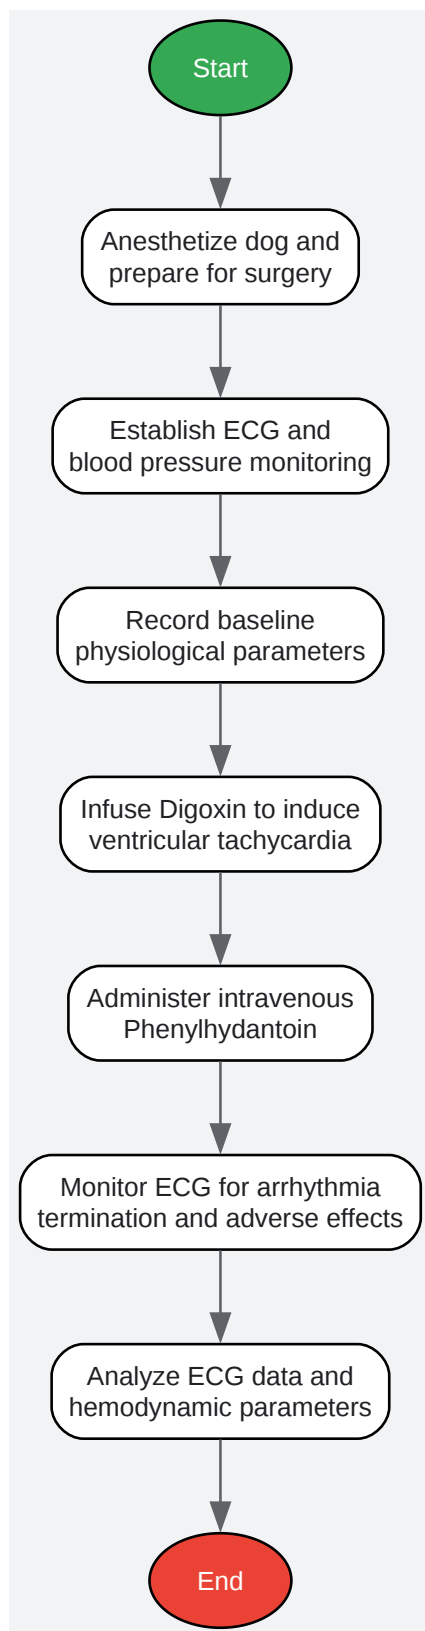 Start
Anesthetize dog and
prepare for surgery
Establish ECG and
blood pressure monitoring
Record baseline
physiological parameters
Infuse Digoxin to induce
ventricular tachycardia
Administer intravenous
Phenylhydantoin
Monitor ECG for arrhythmia
termination and adverse effects
Analyze ECG data and
hemodynamic parameters
End